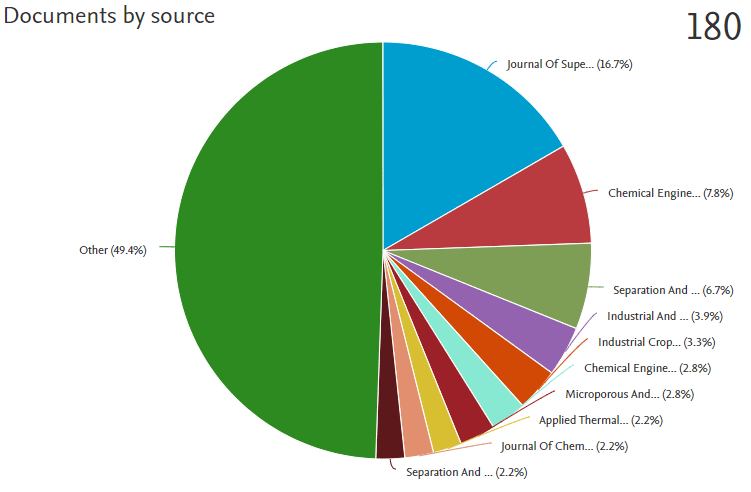 Documents by source
180
Journal Of Supe... (16.7%)
Chemical Engine... (7.8%)
Separation And ... (6.7%)
Industrial And ... (3.9%)
Industrial Crop... (3.3%)
Chemical Engine... (2.8%)
Microporous And... (2.8%)
Applied Thermal... (2.2%)
Journal Of Chem... (2.2%)
Separation And ... (2.2%)
Other (49.4%)